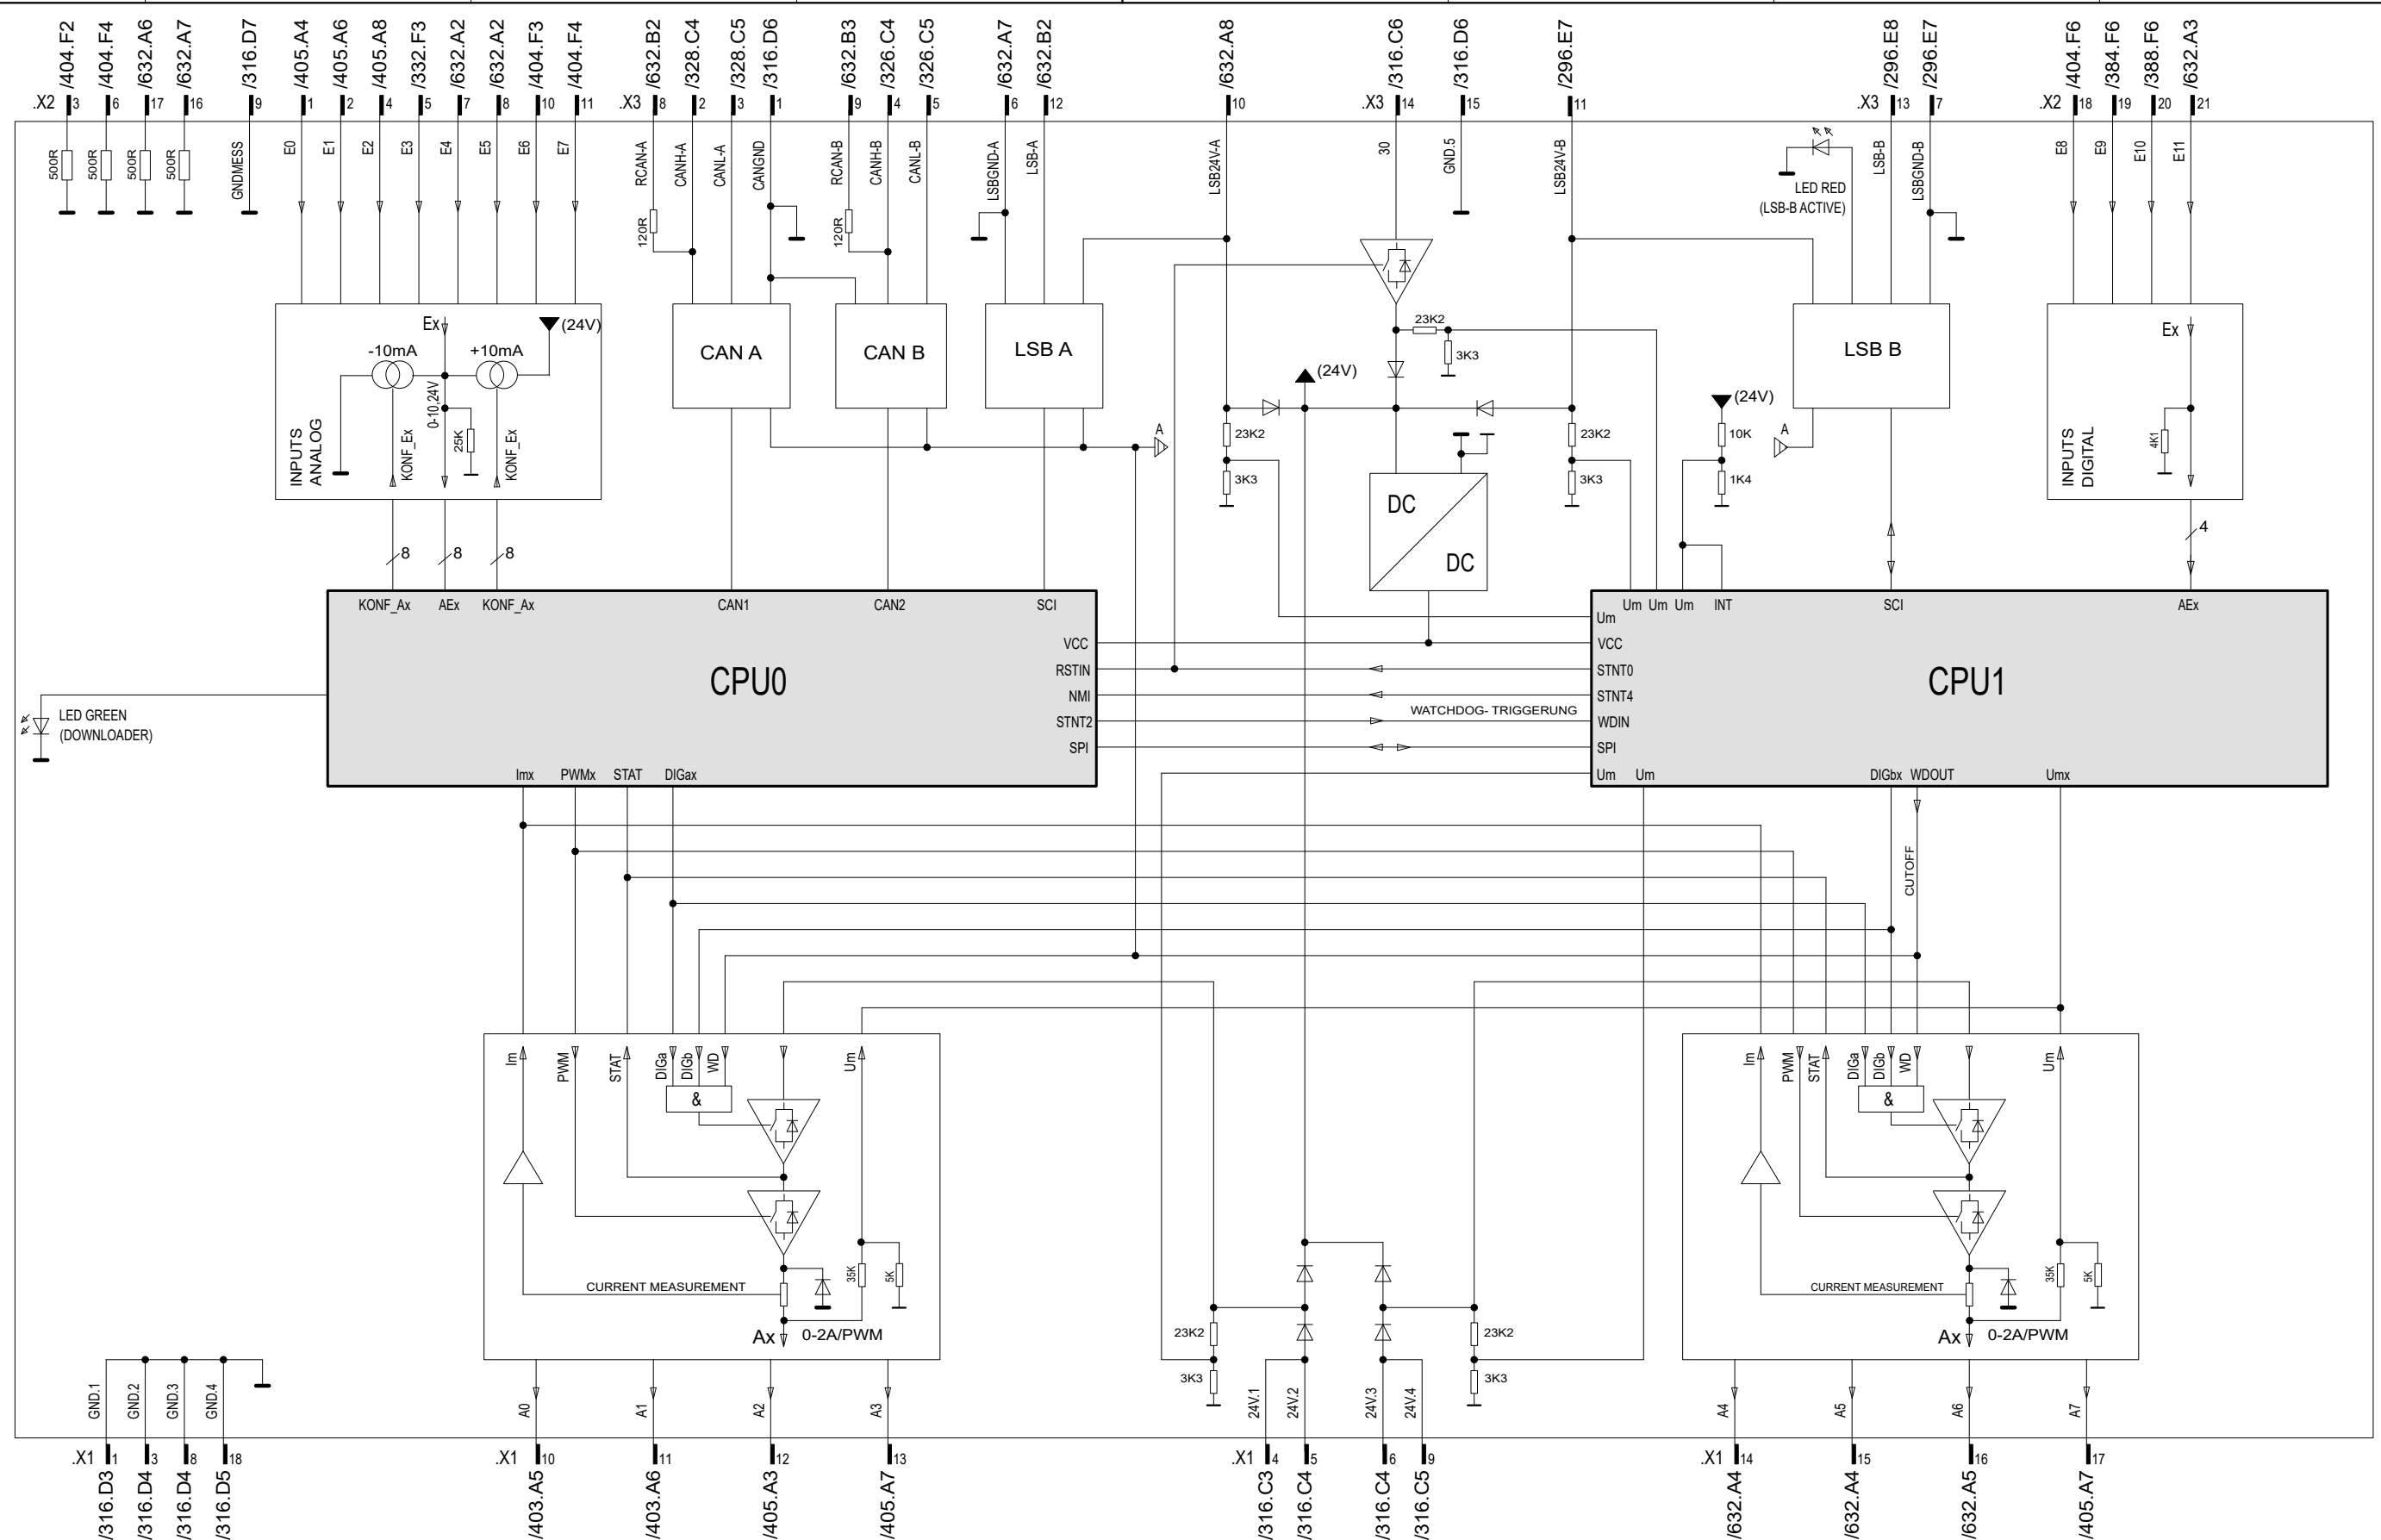 /404.F2 /404.F4 /632.A6 /632.A7 /316.D7 /405.A4 /405.A6 /405.A8 /332.F3 /632.A2 /632.A2 /404.F3 /404.F4 /632.B2 /328.C4 /328.C5 /316.D6 /632.B3 /326.C4 /326.C5 /632.A7 /632.B2 /632.A8 /316.C6 /316.D6 /296.E7 /296.E8 /296.E7 /404.F6 /384.F6 /388.F6 /632.A3
.X2 3 6 17 16 9 1 2 4 5 7 8 10 11 .X3 8 2 3 1 9 4 5 6 12 10 .X3 14 15 11 .X3 13 7 .X2 18 19 20 21
500R 500R 500R 500R GNDMESS E0 E1 E2 E3 E4 E5 E6 E7 RCAN-A CANH-A CANL-A CANGND RCAN-B CANH-B CANL-B LSBGND-A LSB-A LSB24V-A 30 GND.5 LSB24V-B LSB-B LSBGND-B E8 E9 E10 E11
LED RED
(LSB-B ACTIVE)
120R 120R
Ex (24V)
-10mA +10mA
0-10,24V
25K
KONF_Ex KONF_Ex
INPUTS
ANALOG
CAN A CAN B LSB A
23K2
3K3
(24V)
A
23K2
3K3
23K2
3K3
DC
DC
(24V)
10K
1K4
A
LSB B
Ex
4K1
INPUTS
DIGITAL
8 8 8
4
KONF_Ax AEx KONF_Ax CAN1 CAN2 SCI
Um Um Um INT SCI AEx
Um
VCC VCC
RSTIN STNT0
NMI STNT4
STNT2 WATCHDOG- TRIGGERUNG WDIN
SPI SPI
CPU0 CPU1
LED GREEN
(DOWNLOADER)
Imx PWMx STAT DIGax
Um Um DIGbx WDOUT Umx
CUTOFF
Im PWM STAT DIGa DIGb WD Um
&
CURRENT MEASUREMENT
35K 5K
Ax 0-2A/PWM
23K2
3K3
23K2
3K3
Im PWM STAT DIGa DIGb WD Um
&
CURRENT MEASUREMENT
35K 5K
Ax 0-2A/PWM
GND.1 GND.2 GND.3 GND.4 A0 A1 A2 A3 24V.1 24V.2 24V.3 24V.4 A4 A5 A6 A7
.X1 1 3 8 18 .X1 10 11 12 13 .X1 4 5 6 9 .X1 14 15 16 17
/316.D3 /316.D4 /316.D4 /316.D5 /403.A5 /403.A6 /405.A3 /405.A7 /316.C3 /316.C4 /316.C4 /316.C5 /632.A4 /632.A4 /632.A5 /405.A7